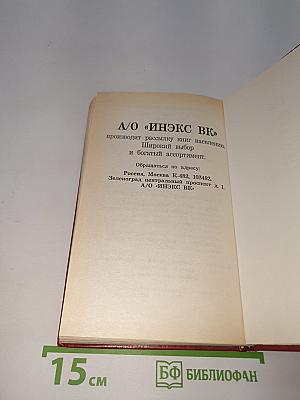 А/О «ИНЭКС ВК»
производит рассылку книг населению.
Широкий выбор
и богатый ассортимент.
Обращаться по адресу:
Россия, Москва К-482, 103482,
Зеленоград центральный проспект д. 1.
А/О «ИНЭКС ВК»
15 см
БФ БИБЛИОФАН